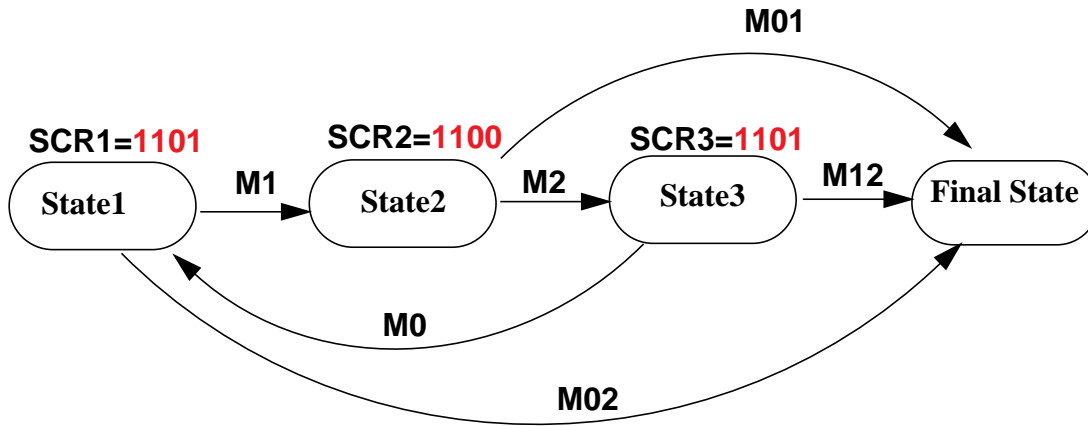 M01
SCR1=1101
SCR2=1100
SCR3=1101
M1
M2
M12
State1
State2
State3
Final State
M0
M02